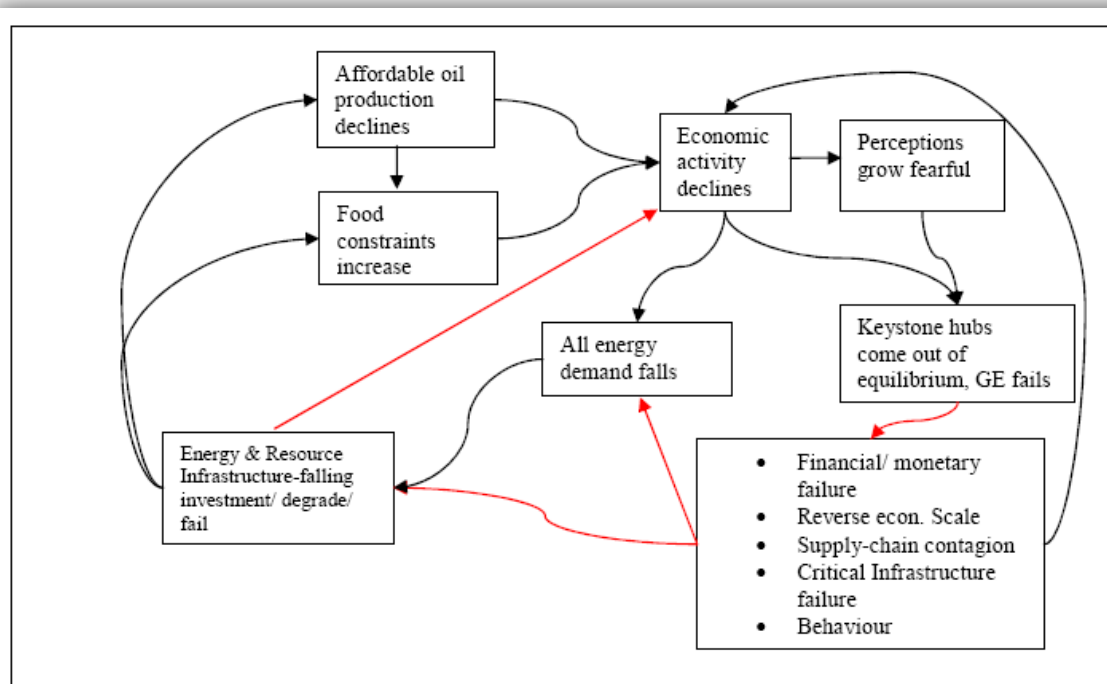 Affordable oil
production
declines
Economic
activity
declines
Perceptions
grow fearful
Food
constraints
increase
All energy
demand falls
Keystone hubs
come out of
equilibrium, GE fails
Energy & Resource
Infrastructure-falling
investment/ degrade/
fail
• Financial/ monetary
failure
• Reverse econ. Scale
• Supply-chain contagion
• Critical Infrastructure
failure
• Behaviour